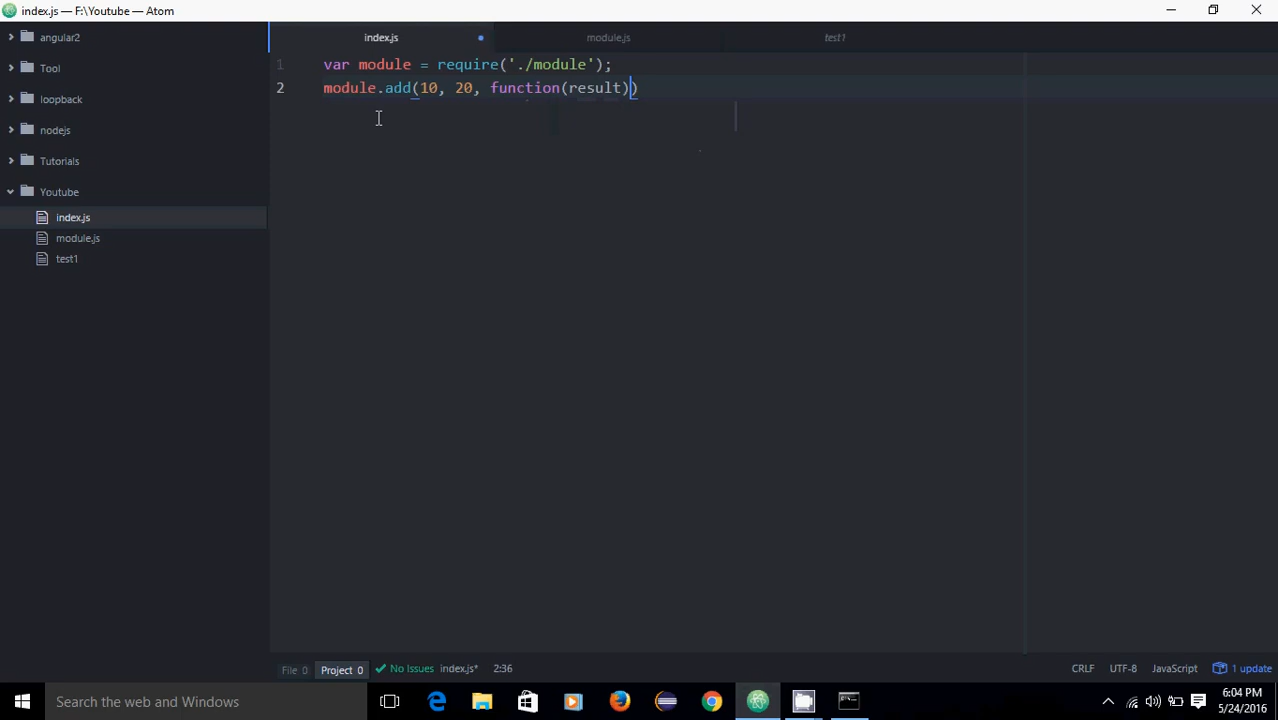 index.js — F:\Youtube — Atom
angular2
Tool
loopback
nodejs
Tutorials
Youtube
index.js
module.js
test1
index.js
module.js
test1
1 var module = require('./module');
2 module.add(10, 20, function(result))
File 0
Project 0
No Issues
index.js*
2:36
CRLF
UTF-8
JavaScript
1 update
Search the web and Windows
6:04 PM
5/24/2016